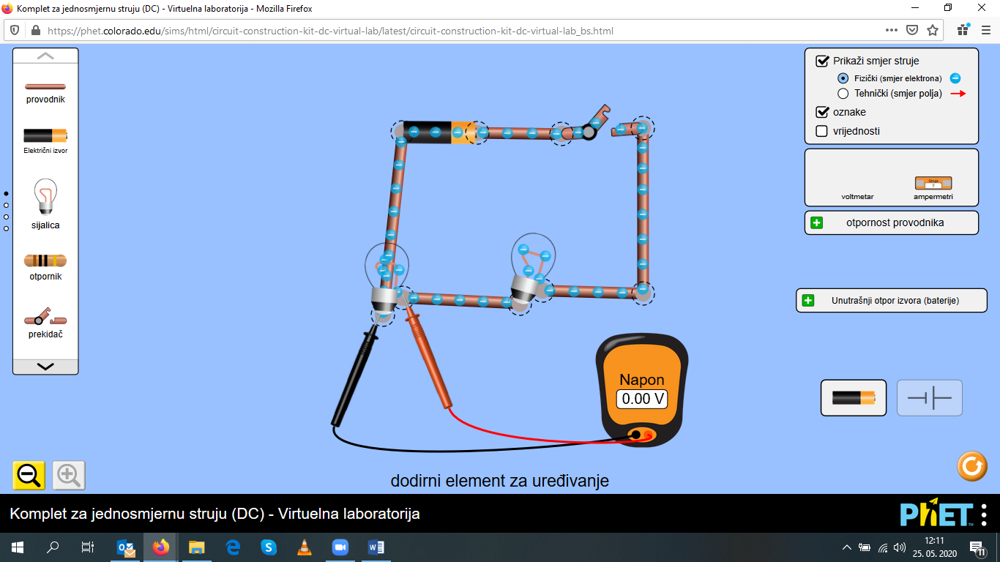 Komplet za jednosmjernu struju (DC) - Virtuelna laboratorija - Mozilla Firefox
https://phet.colorado.edu/sims/html/circuit-construction-kit-dc-virtual-lab/latest/circuit-construction-kit-dc-virtual-lab_bs.html
provodnik
Električni izvor
sijalica
otpornik
prekidač
Prikaži smjer struje
Fizički (smjer elektrona)
Tehnički (smjer polja)
oznake
vrijednosti
Struja
?
voltmetar
ampermetri
otpornost provodnika
Unutrašnji otpor izvora (baterije)
Napon
0.00 V
dodirni element za uređivanje
Komplet za jednosmjernu struju (DC) - Virtuelna laboratorija
PhET
12:11
25. 05. 2020
11